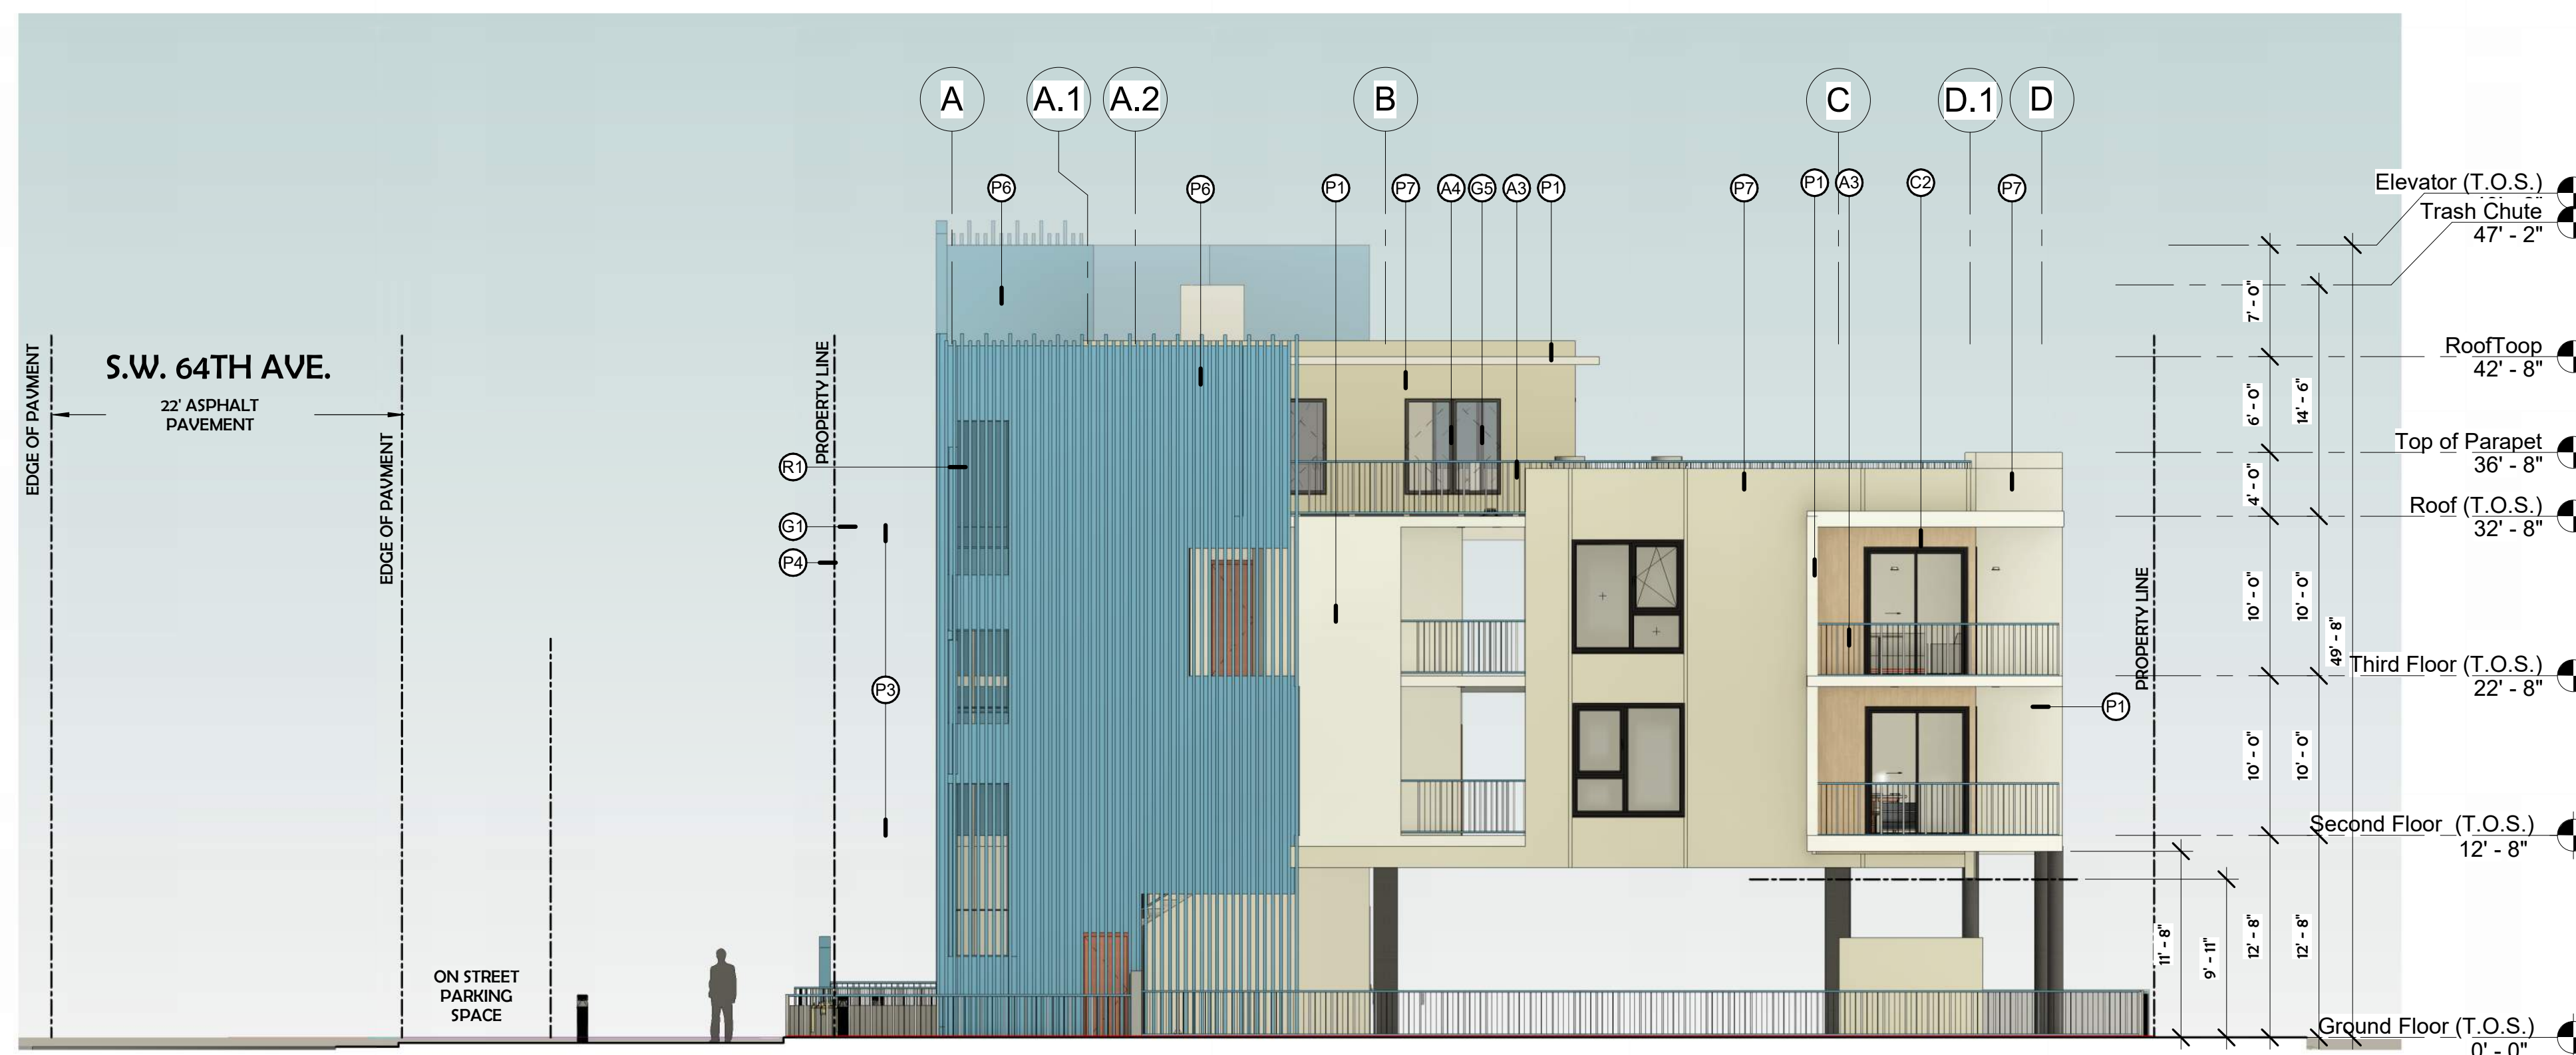 A
A.1
A.2
B
C
D.1
D
P6
P6
P1
P7
A4
G5
A3
P1
P7
P1
A3
C2
P7
Elevator (T.O.S.)
Trash Chute
47' - 2"
RoofToop
42' - 8"
Top of Parapet
36' - 8"
Roof (T.O.S.)
32' - 8"
Third Floor (T.O.S.)
22' - 8"
Second Floor (T.O.S.)
12' - 8"
Ground Floor (T.O.S.)
0' - 0"
7' - 0"
6' - 0"
14' - 6"
4' - 0"
10' - 0"
10' - 0"
49' - 8"
10' - 0"
10' - 0"
11' - 8"
9' - 11"
12' - 8"
12' - 8"
EDGE OF PAVMENT
S.W. 64TH AVE.
22' ASPHALT
PAVEMENT
EDGE OF PAVMENT
PROPERTY LINE
R1
G1
P4
P3
P1
PROPERTY LINE
ON STREET
PARKING
SPACE